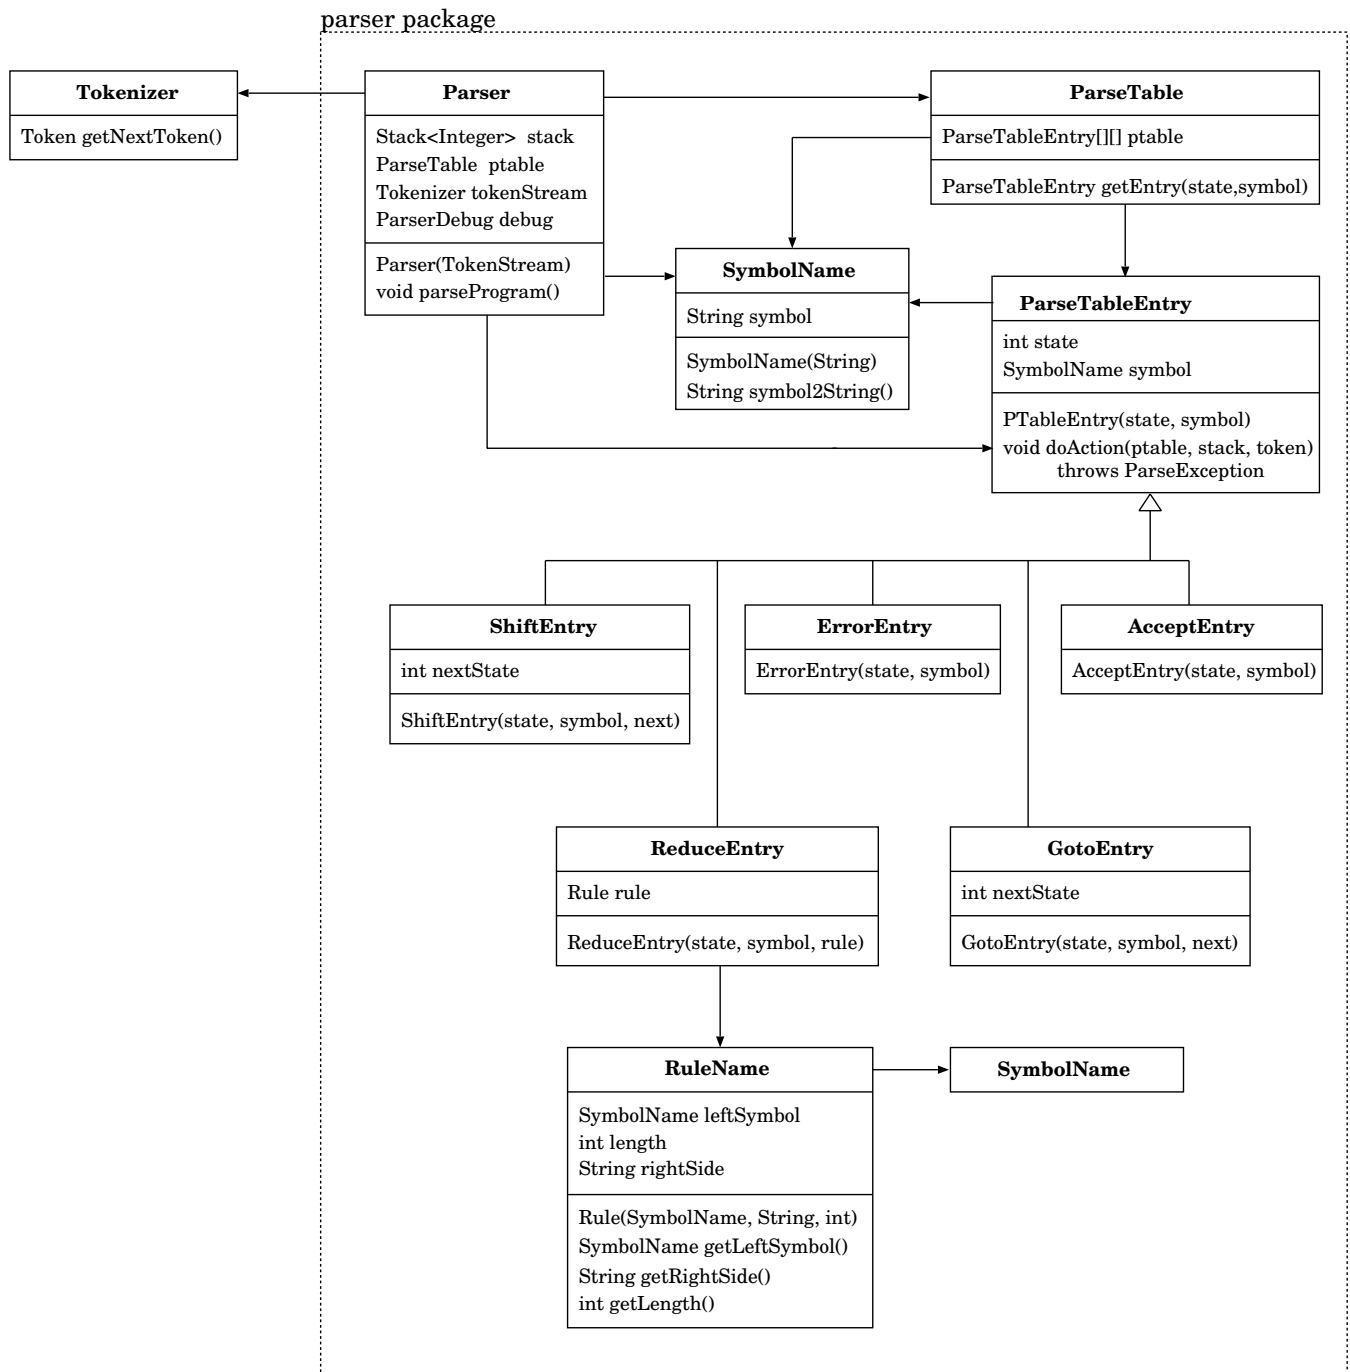 parser package
Tokenizer
Token getNextToken()
Parser
Stack<Integer> stack
ParseTable ptable
Tokenizer tokenStream
ParserDebug debug
Parser(TokenStream)
void parseProgram()
ParseTable
ParseTableEntry[][] ptable
ParseTableEntry getEntry(state,symbol)
SymbolName
String symbol
SymbolName(String)
String symbol2String()
ParseTableEntry
int state
SymbolName symbol
PTableEntry(state, symbol)
void doAction(ptable, stack, token)
throws ParseException
ShiftEntry
int nextState
ShiftEntry(state, symbol, next)
ErrorEntry
ErrorEntry(state, symbol)
AcceptEntry
AcceptEntry(state, symbol)
ReduceEntry
Rule rule
ReduceEntry(state, symbol, rule)
GotoEntry
int nextState
GotoEntry(state, symbol, next)
RuleName
SymbolName leftSymbol
int length
String rightSide
Rule(SymbolName, String, int)
SymbolName getLeftSymbol()
String getRightSide()
int getLength()
SymbolName